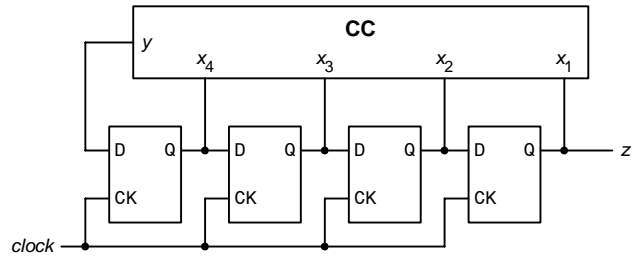 CC
y
x4 x3 x2 x1
D Q D Q D Q D Q z
CK CK CK CK
clock